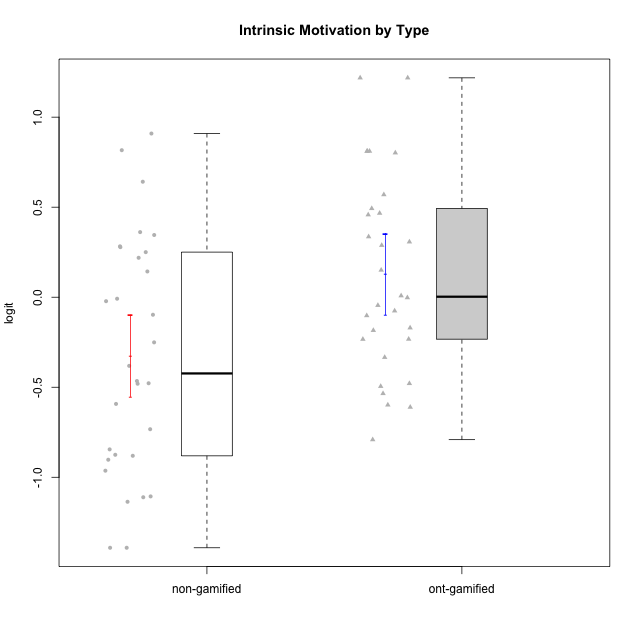 Intrinsic Motivation by Type
logit
1.0
0.5
0.0
-0.5
-1.0
non-gamified
ont-gamified